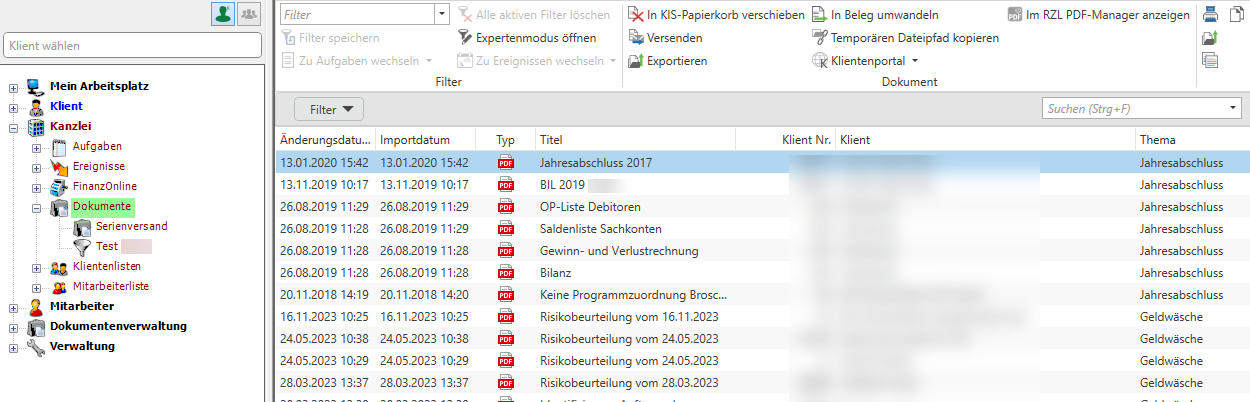 Klient wählen
Mein Arbeitsplatz
Klient
Kanzlei
Aufgaben
Ereignisse
FinanzOnline
Dokumente
Serienversand
Test
Klientenlisten
Mitarbeiterliste
Mitarbeiter
Dokumentenverwaltung
Verwaltung
Filter Alle aktiven Filter löschen In KIS-Papierkorb verschieben In Beleg umwandeln Im RZL PDF-Manager anzeigen
Filter speichern Expertenmodus öffnen Versenden Temporären Dateipfad kopieren
Zu Aufgaben wechseln Zu Ereignissen wechseln Exportieren Klientenportal
Filter Dokument
Filter Suchen (Strg+F)
Änderungsdatu... Importdatum Typ Titel Klient Nr. Klient Thema
13.01.2020 15:42 13.01.2020 15:42 PDF Jahresabschluss 2017 Jahresabschluss
13.11.2019 10:17 13.11.2019 10:17 PDF BIL 2019 Jahresabschluss
26.08.2019 11:29 26.08.2019 11:29 PDF OP-Liste Debitoren Jahresabschluss
26.08.2019 11:28 26.08.2019 11:29 PDF Saldenliste Sachkonten Jahresabschluss
26.08.2019 11:28 26.08.2019 11:28 PDF Gewinn- und Verlustrechnung Jahresabschluss
26.08.2019 11:28 26.08.2019 11:28 PDF Bilanz Jahresabschluss
20.11.2018 14:19 20.11.2018 14:20 PDF Keine Programmzuordnung Brosc... Jahresabschluss
16.11.2023 10:25 16.11.2023 10:25 PDF Risikobeurteilung vom 16.11.2023 Geldwäsche
24.05.2023 10:38 24.05.2023 10:38 PDF Risikobeurteilung vom 24.05.2023 Geldwäsche
24.05.2023 10:29 24.05.2023 10:29 PDF Risikobeurteilung vom 24.05.2023 Geldwäsche
28.03.2023 13:37 28.03.2023 13:37 PDF Risikobeurteilung vom 28.03.2023 Geldwäsche